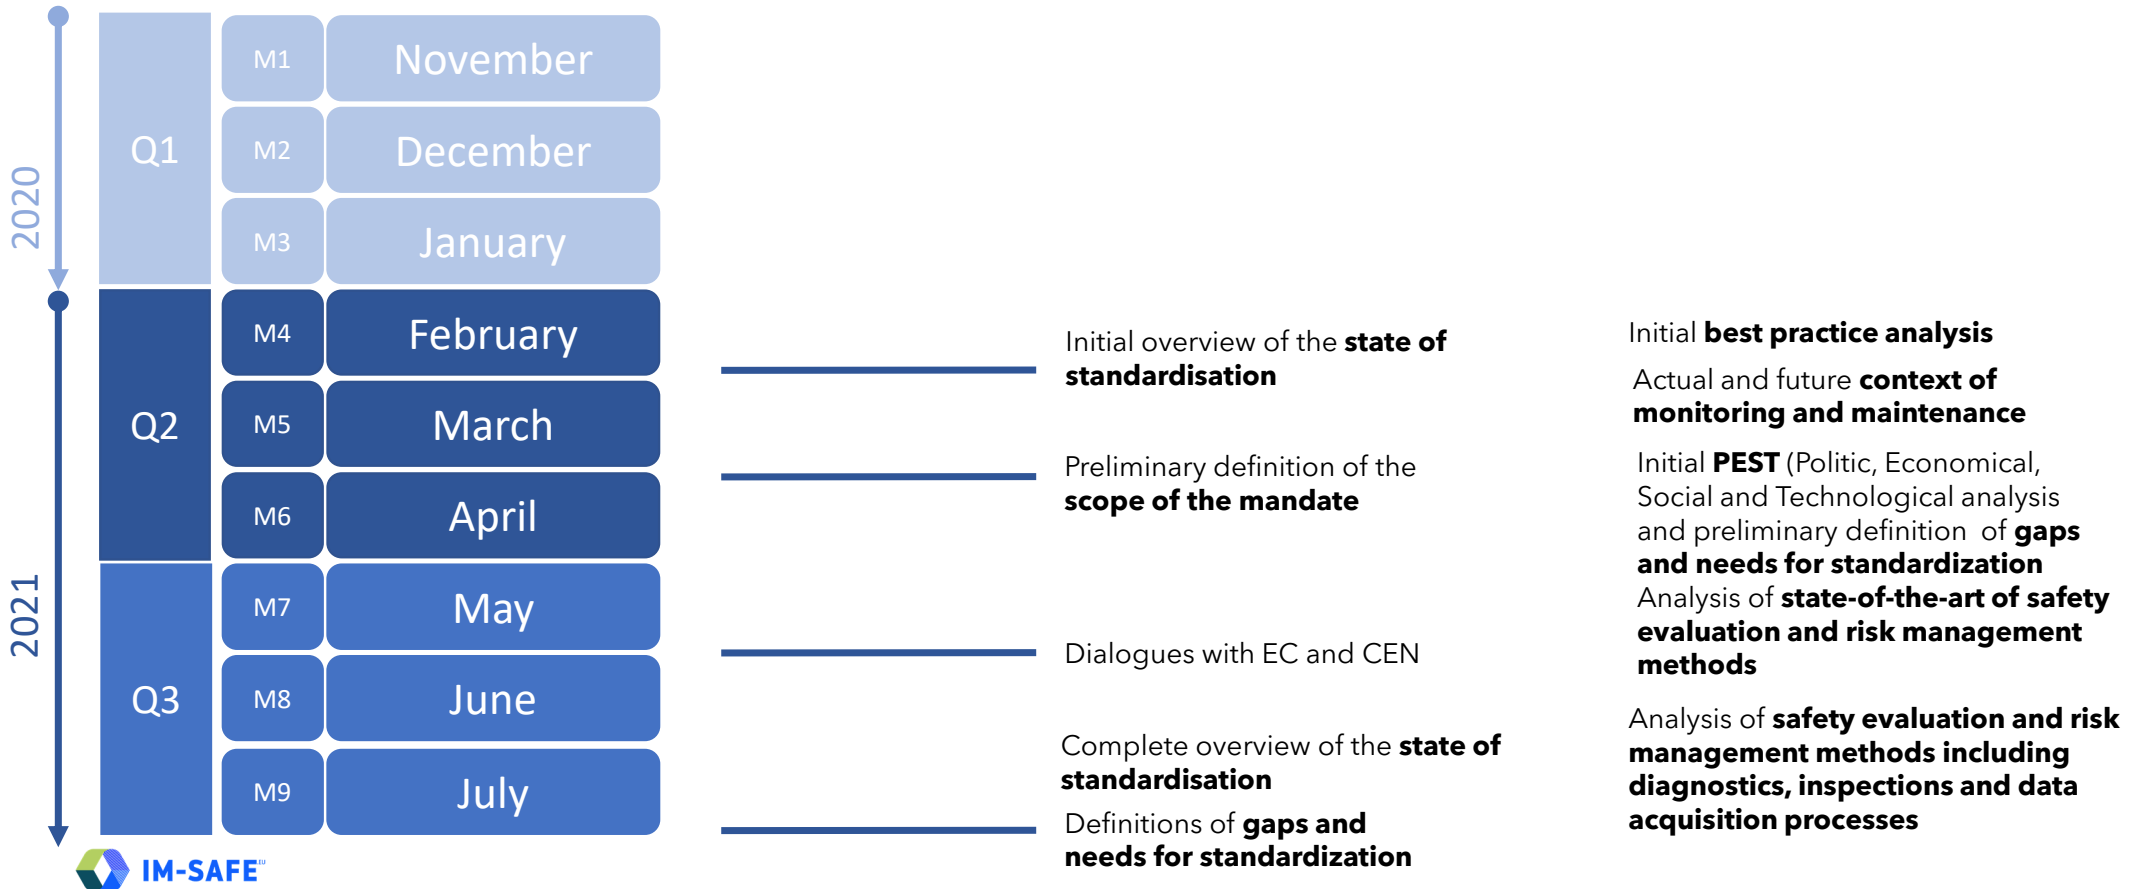 2020
Q1
M1
November
M2
December
M3
January
2021
Q2
M4
February
M5
March
M6
April
Q3
M7
May
M8
June
M9
July
Initial overview of the state of
standardisation
Preliminary definition of the
scope of the mandate
Dialogues with EC and CEN
Complete overview of the state of
standardisation
Definitions of gaps and
needs for standardization
Initial best practice analysis
Actual and future context of
monitoring and maintenance
Initial PEST (Politic, Economical,
Social and Technological analysis
and preliminary definition of gaps
and needs for standardization
Analysis of state-of-the-art of safety
evaluation and risk management
methods
Analysis of safety evaluation and risk
management methods including
diagnostics, inspections and data
acquisition processes
IM-SAFE EU